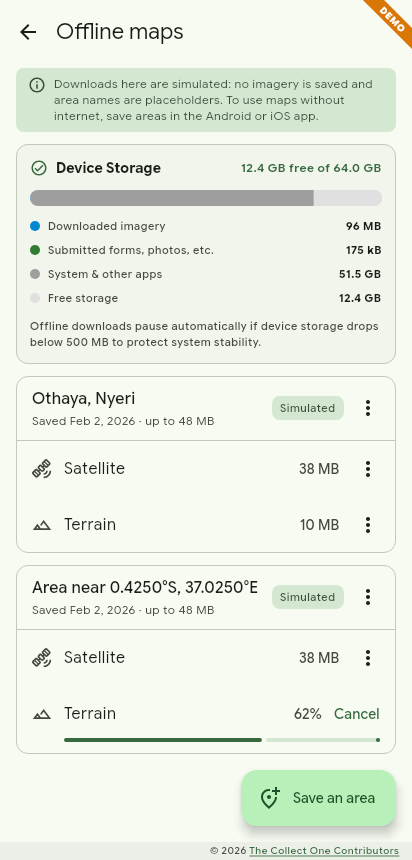 DEMO
Offline maps
Downloads here are simulated: no imagery is saved and
area names are placeholders. To use maps without
internet, save areas in the Android or iOS app.
Device Storage 12.4 GB free of 64.0 GB
Downloaded imagery 96 MB
Submitted forms, photos, etc. 175 kB
System & other apps 51.5 GB
Free storage 12.4 GB
Offline downloads pause automatically if device storage drops
below 500 MB to protect system stability.
Othaya, Nyeri
Saved Feb 2, 2026 · up to 48 MB
Simulated
Satellite 38 MB
Terrain 10 MB
Area near 0.4250°S, 37.0250°E
Saved Feb 2, 2026 · up to 48 MB
Simulated
Satellite 38 MB
Terrain 62% Cancel
Save an area
© 2026 The Collect One Contributors